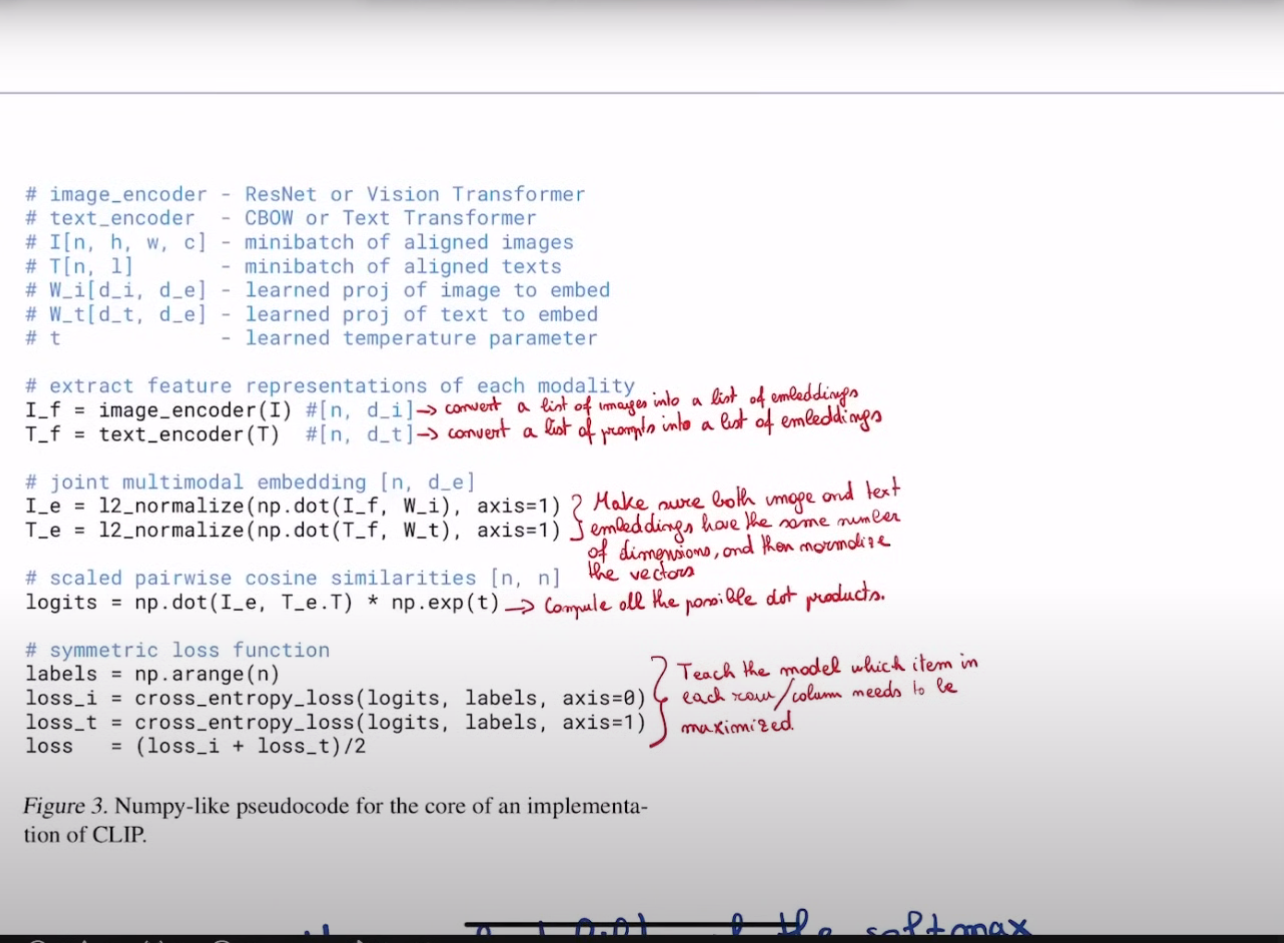 # image_encoder - ResNet or Vision Transformer
# text_encoder - CBOW or Text Transformer
# I[n, h, w, c] - minibatch of aligned images
# T[n, l] - minibatch of aligned texts
# W_i[d_i, d_e] - learned proj of image to embed
# W_t[d_t, d_e] - learned proj of text to embed
# t - learned temperature parameter
# extract feature representations of each modality
I_f = image_encoder(I) #[n, d_i] → convert a list of images into a list of embeddings
T_f = text_encoder(T) #[n, d_t] → convert a list of prompts into a list of embeddings
# joint multimodal embedding [n, d_e]
I_e = l2_normalize(np.dot(I_f, W_i), axis=1)
T_e = l2_normalize(np.dot(T_f, W_t), axis=1)
Make sure both image and text
embeddings have the same number
of dimensions, and then normalize
the vectors
# scaled pairwise cosine similarities [n, n]
logits = np.dot(I_e, T_e.T) * np.exp(t) → Compute all the possible dot products.
# symmetric loss function
labels = np.arange(n)
loss_i = cross_entropy_loss(logits, labels, axis=0)
loss_t = cross_entropy_loss(logits, labels, axis=1)
loss = (loss_i + loss_t)/2
Teach the model which item in
each row/column needs to be
maximized.
Figure 3. Numpy-like pseudocode for the core of an implementa-
tion of CLIP.
the softmax